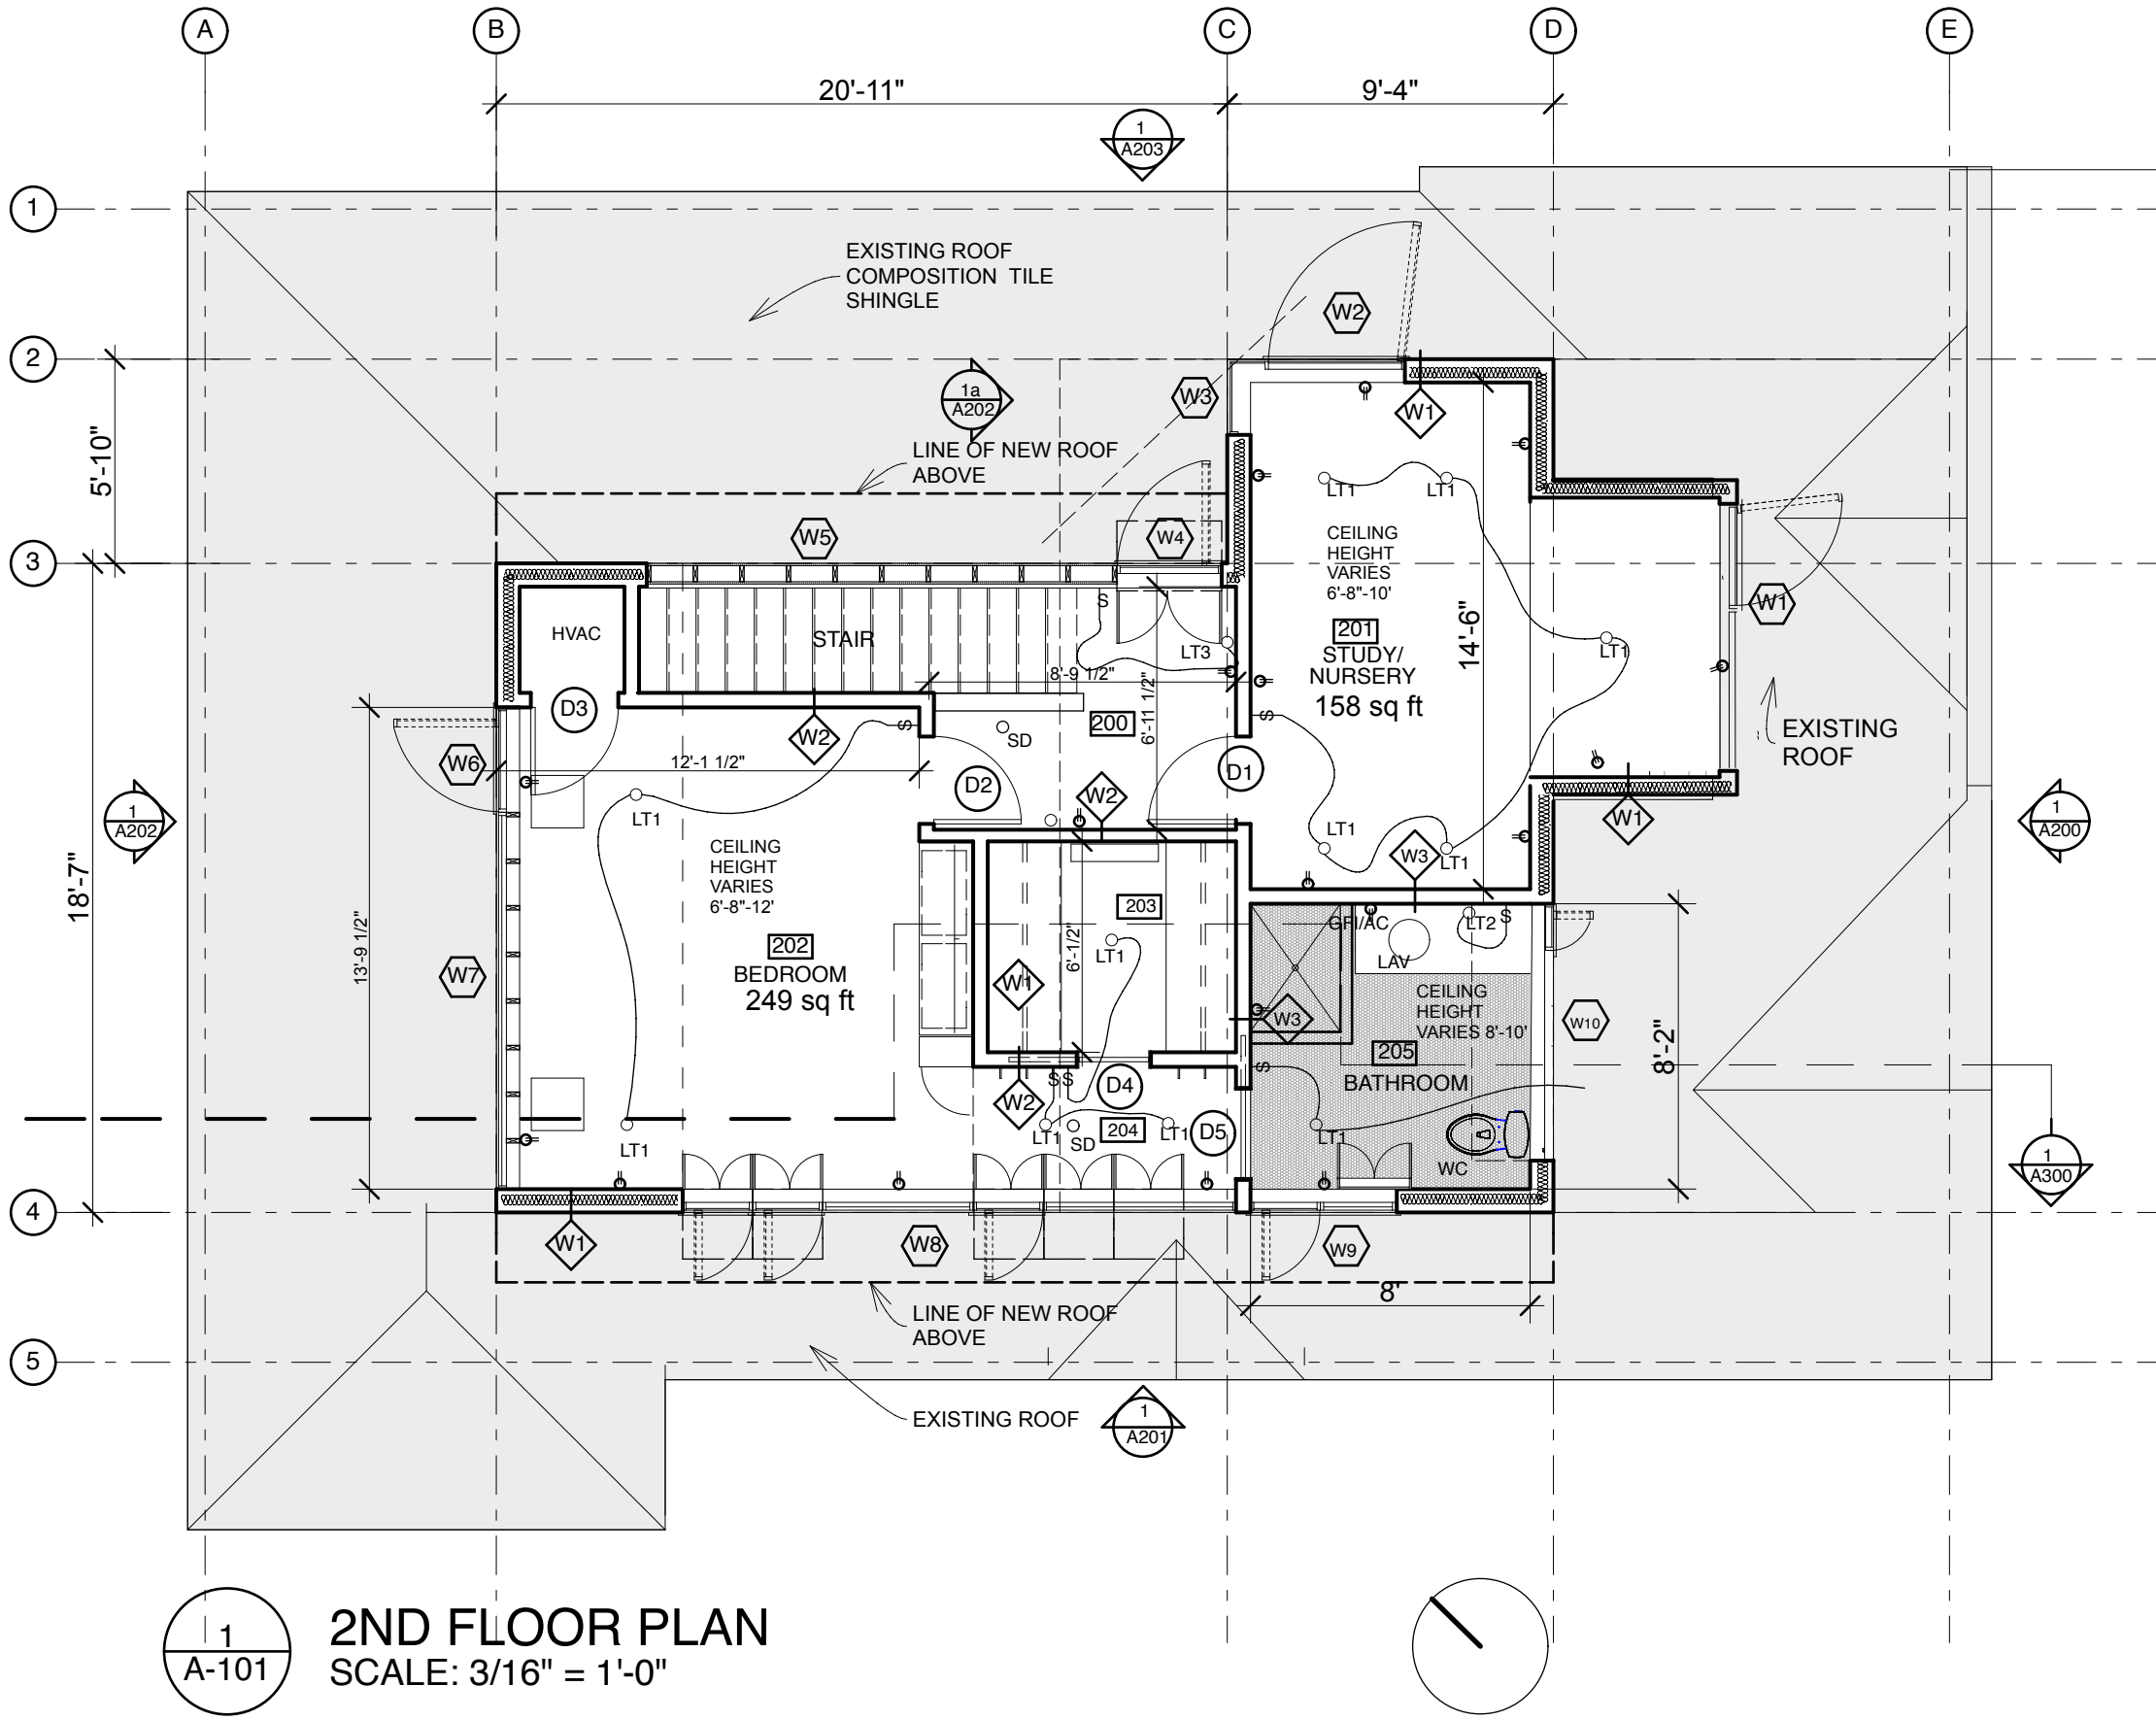 A
B
C
D
E
20'-11"
9'-4"
1
A203
1
EXISTING ROOF
COMPOSITION TILE
SHINGLE
W2
2
1a
A202
W3
W1
5'-10"
LINE OF NEW ROOF
ABOVE
LT1
LT1
W5
W4
CEILING
HEIGHT
VARIES
6'-8"-10'
3
S
W1
HVAC
STAIR
LT3
201
STUDY/
NURSERY
158 sq ft
14'-6"
LT1
8'-9 1/2"
6'-11 1/2"
D3
W2
S
200
S
SD
EXISTING
ROOF
W6
12'-1 1/2"
D2
D1
W2
1
A202
LT1
LT1
W3
LT1
W1
1
A200
CEILING
HEIGHT
VARIES
6'-8"-12'
18'-7"
13'-9 1/2"
203
GFI/AC
LT2
S
202
BEDROOM
249 sq ft
6'-1/2"
LT1
LAV
W7
W1
CEILING
HEIGHT
VARIES 8'-10'
W3
W10
8'-2"
205
BATHROOM
S
S
S
D4
W2
LT1
SD
204
LT1
D5
LT1
LT1
WC
1
A300
4
W1
W8
W9
8'
LINE OF NEW ROOF
ABOVE
5
EXISTING ROOF
1
A201
1
A-101
2ND FLOOR PLAN
SCALE: 3/16" = 1'-0"